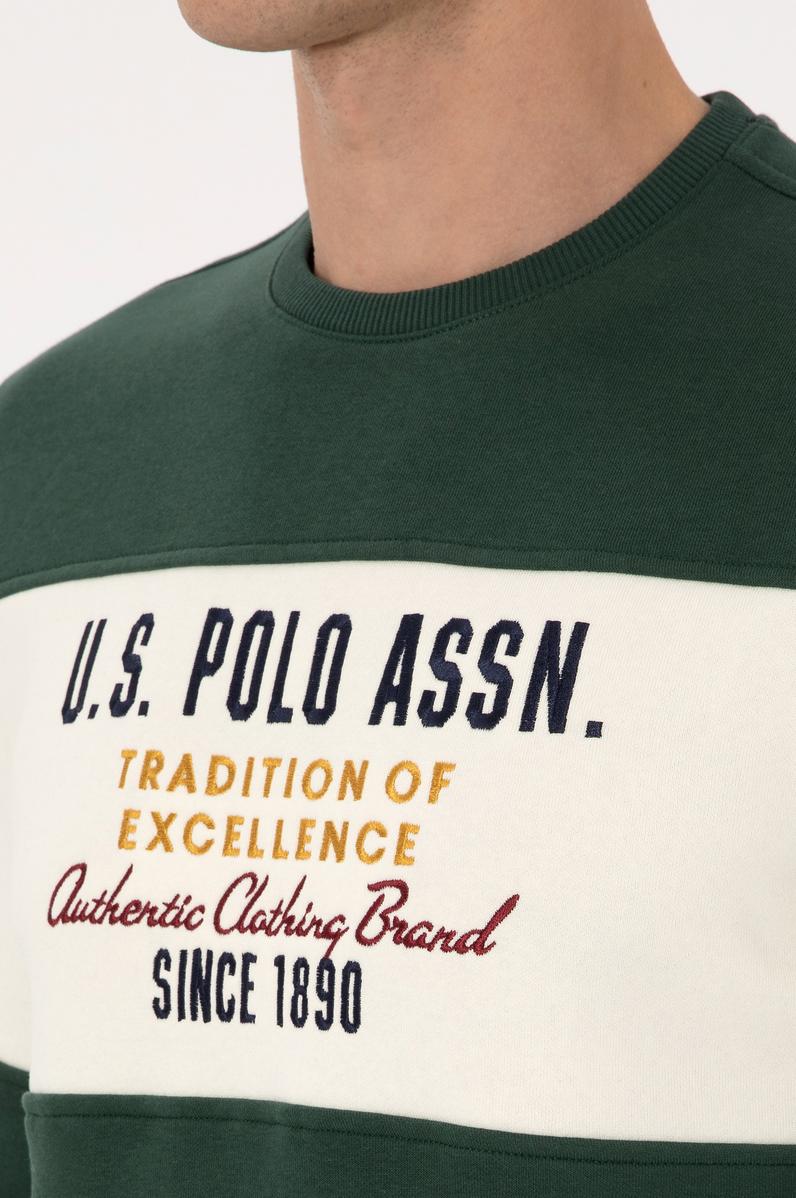 U.S. POLO ASSN.
TRADITION OF
EXCELLENCE
Authentic Clothing Brand
SINCE 1890